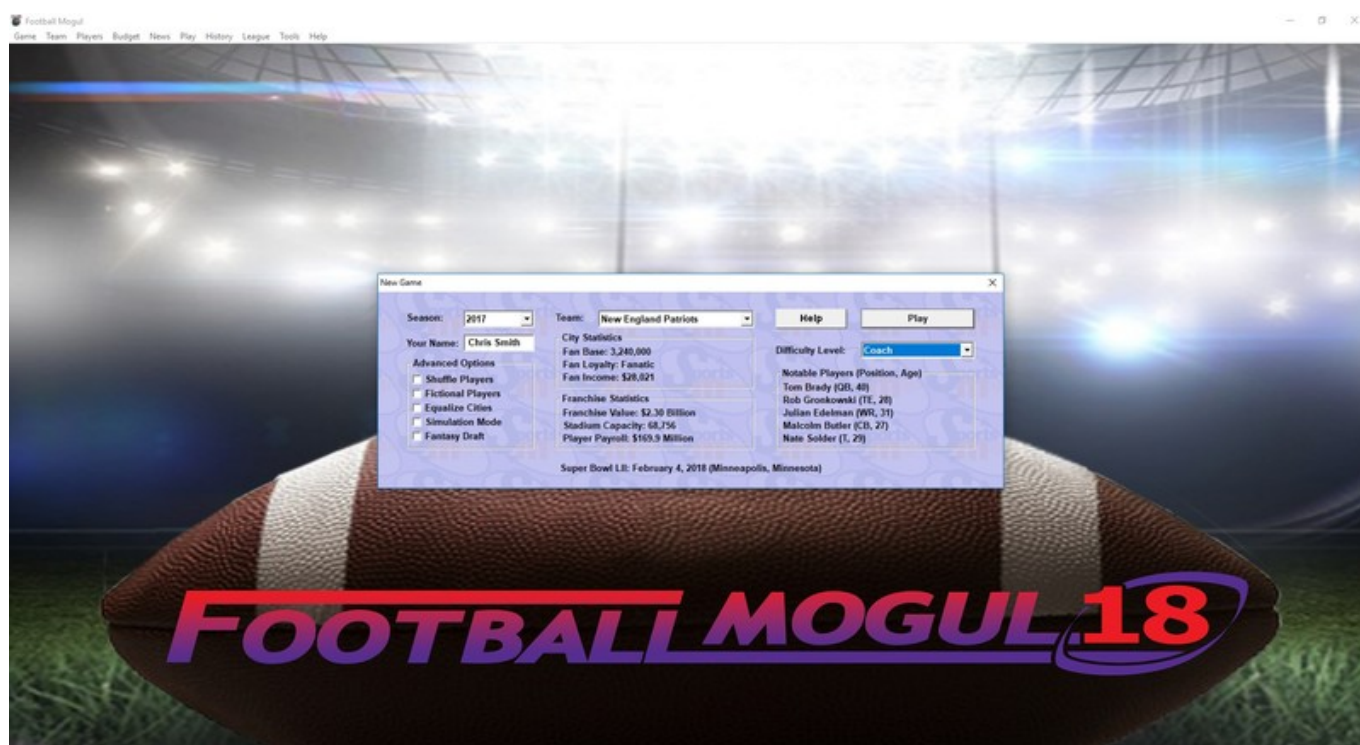 Football Mogul
Game Team Players Budget News Play History League Tools Help
New Game
Season: 2017
Team: New England Patriots
Help
Play
Your Name: Chris Smith
Difficulty Level: Coach
Advanced Options
Shuffle Players
Fictional Players
Equalize Cities
Simulation Mode
Fantasy Draft
City Statistics
Fan Base: 3,240,000
Fan Loyalty: Fanatic
Fan Income: $28,021
Franchise Statistics
Franchise Value: $2.30 Billion
Stadium Capacity: 68,756
Player Payroll: $169.9 Million
Notable Players (Position, Age)
Tom Brady (QB, 40)
Rob Gronkowski (TE, 28)
Julian Edelman (WR, 31)
Malcolm Butler (CB, 27)
Nate Solder (T, 29)
Super Bowl LII: February 4, 2018 (Minneapolis, Minnesota)
FOOTBALL MOGUL 18